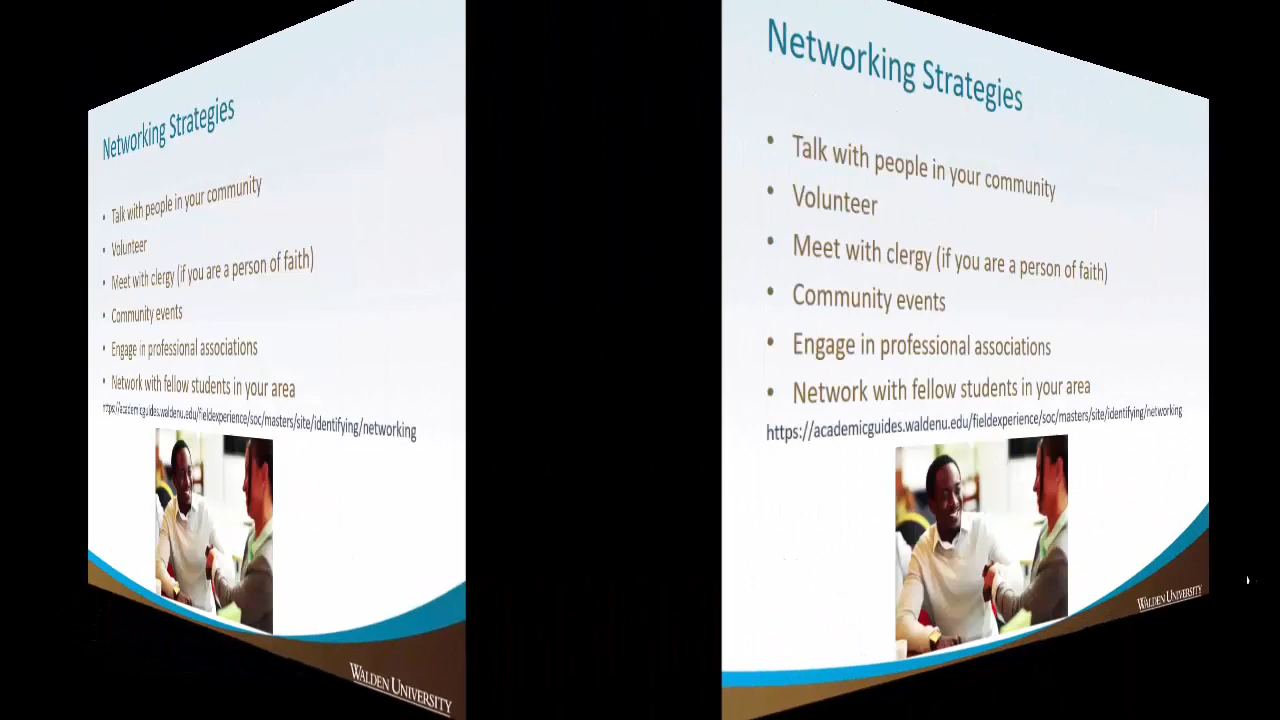 Networking Strategies
• Talk with people in your community
• Volunteer
• Meet with clergy (if you are a person of faith)
• Community events
• Engage in professional associations
• Network with fellow students in your area
https://academicguides.waldenu.edu/fieldexperience/soc/masters/site/identifying/networking
WALDEN UNIVERSITY
Networking Strategies
• Talk with people in your community
• Volunteer
• Meet with clergy (if you are a person of faith)
• Community events
• Engage in professional associations
• Network with fellow students in your area
https://academicguides.waldenu.edu/fieldexperience/soc/masters/site/identifying/networking
WALDEN UNIVERSITY